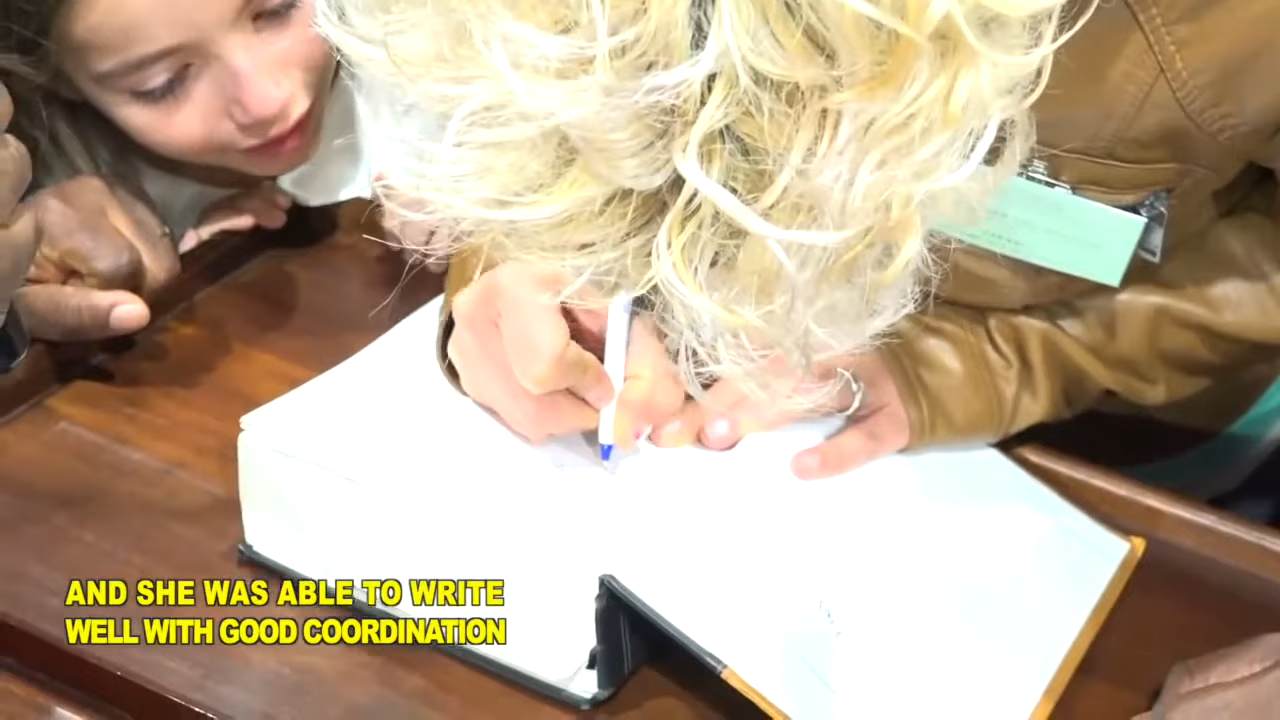 AND SHE WAS ABLE TO WRITE
WELL WITH GOOD COORDINATION